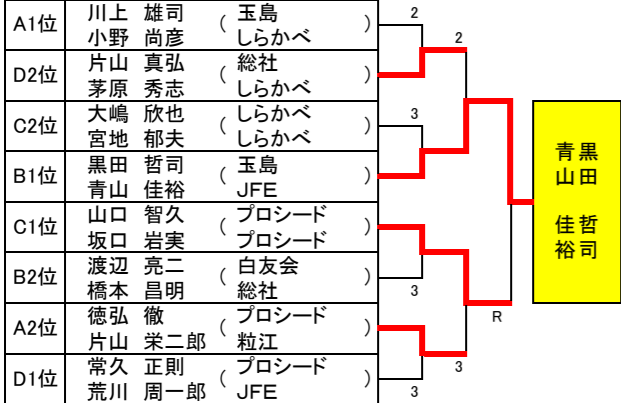 A1位 川上 雄司 ( 玉島 )
小野 尚彦 しらかべ
D2位 片山 真弘 ( 総社 )
茅原 秀志 しらかべ
C2位 大嶋 欣也 ( しらかべ )
宮地 郁夫 しらかべ
B1位 黒田 哲司 ( 玉島 )
青山 佳裕 JFE
C1位 山口 智久 ( プロシード )
坂口 岩実 プロシード
B2位 渡辺 亮二 ( 白友会 )
橋本 昌明 総社
A2位 徳弘 徹 ( プロシード )
片山 栄二郎 粒江
D1位 常久 正則 ( プロシード )
荒川 周一郎 JFE
2
2
3
3
3
3
R
黒田 哲司
青山 佳裕